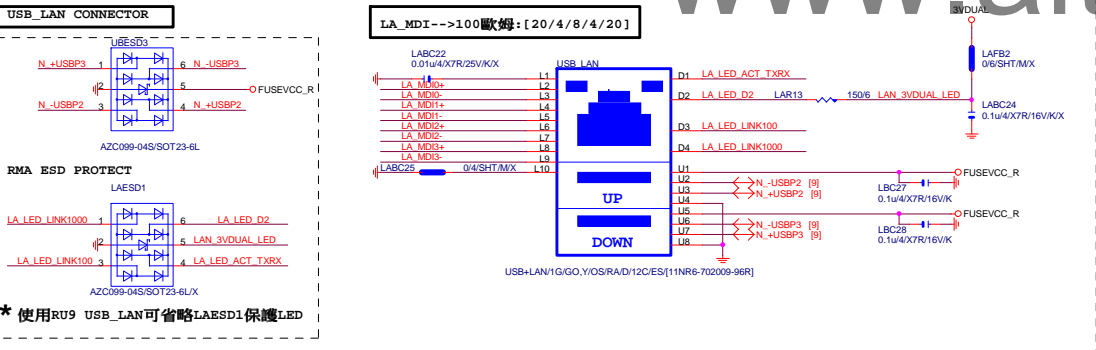 USB_LAN CONNECTOR
UBESD3
N_+USBP3 1
6 N_-USBP3
2
5 FUSEVCC_R
N_-USBP2 3
4 N_+USBP2
AZC099-04S/SOT23-6L
RMA ESD PROTECT
LAESD1
LA_LED_LINK1000 1
6 LA_LED_D2
2
5 LAN_3VDUAL_LED
LA_LED_LINK100 3
4 LA_LED_ACT_TXRX
AZC099-04S/SOT23-6L/X
* 使用RU9 USB_LAN可省略LAESD1保護LED
LA_MDI-->100歐姆:[20/4/8/4/20]
LABC22
0.01u/4/X7R/25V/K/X
USB_LAN
L1
LA_MDI0+ L2
LA_MDI0- L3
LA_MDI1+ L4
LA_MDI1- L5
LA_MDI2+ L6
LA_MDI2- L7
LA_MDI3+ L8
LA_MDI3- L9
LABC25 0/4/SHT/M/X L10
UP
DOWN
D1 LA_LED_ACT_TXRX
D2 LA_LED_D2 LAR13 150/6 LAN_3VDUAL_LED
D3 LA_LED_LINK100
D4 LA_LED_LINK1000
U1 FUSEVCC_R
U2 N_-USBP2 [9]
U3 N_+USBP2 [9]
U4
U5 FUSEVCC_R
U6 N_-USBP3 [9]
U7 N_+USBP3 [9]
U8
LBC27
0.1u/4/X7R/16V/K
LBC28
0.1u/4/X7R/16V/K
USB+LAN/1G/GO,Y/OS/RA/D/12C/ES/[11NR6-702009-96R]
3VDUAL
LAFB2
0/6/SHT/M/X
LABC24
0.1u/4/X7R/16V/K/X